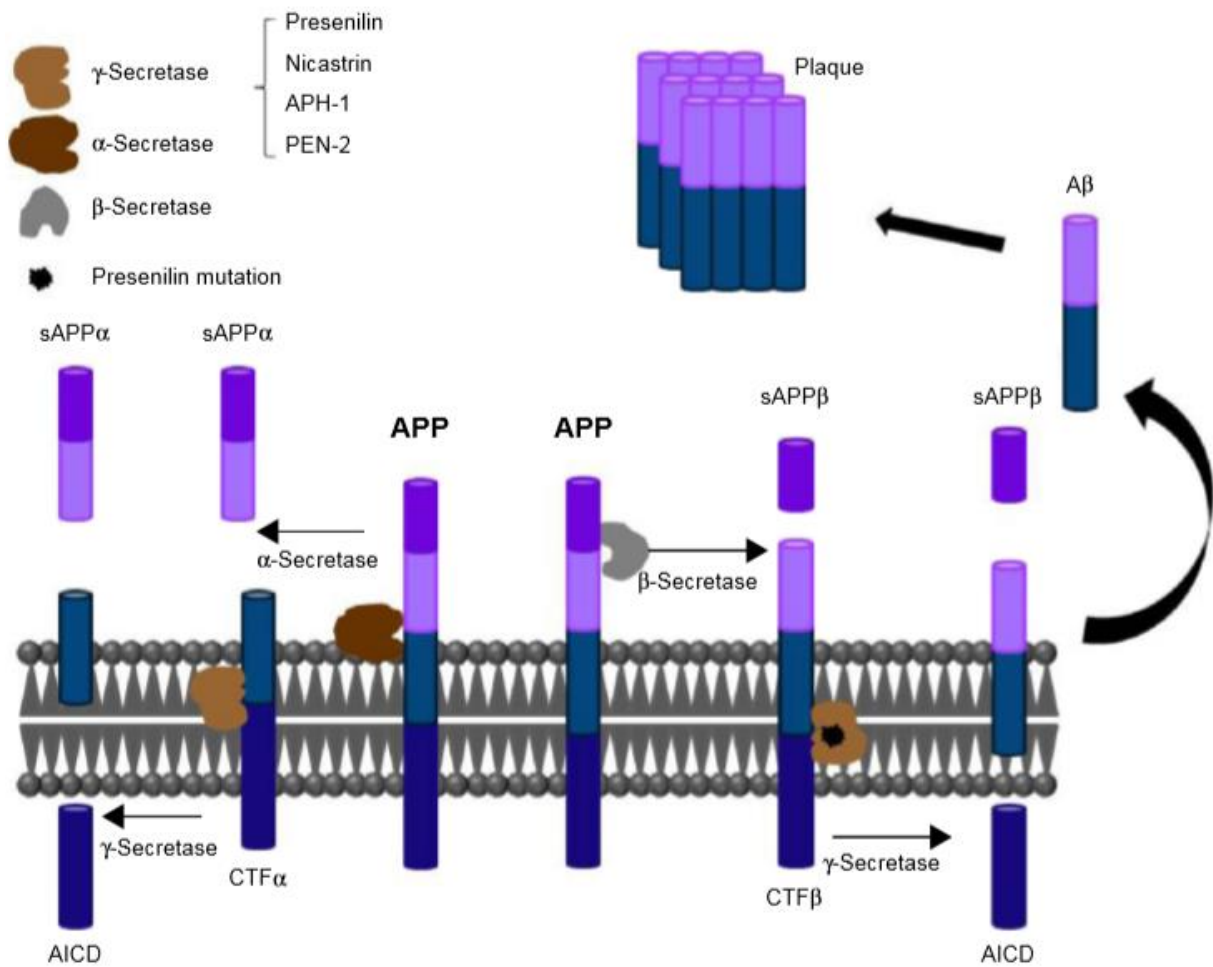 Presenilin
Nicastrin
APH-1
PEN-2
γ-Secretase
α-Secretase
β-Secretase
Presenilin mutation
Plaque
Aβ
sAPPα
sAPPα
APP
APP
sAPPβ
sAPPβ
α-Secretase
β-Secretase
γ-Secretase
CTFα
CTFβ
γ-Secretase
AICD
AICD